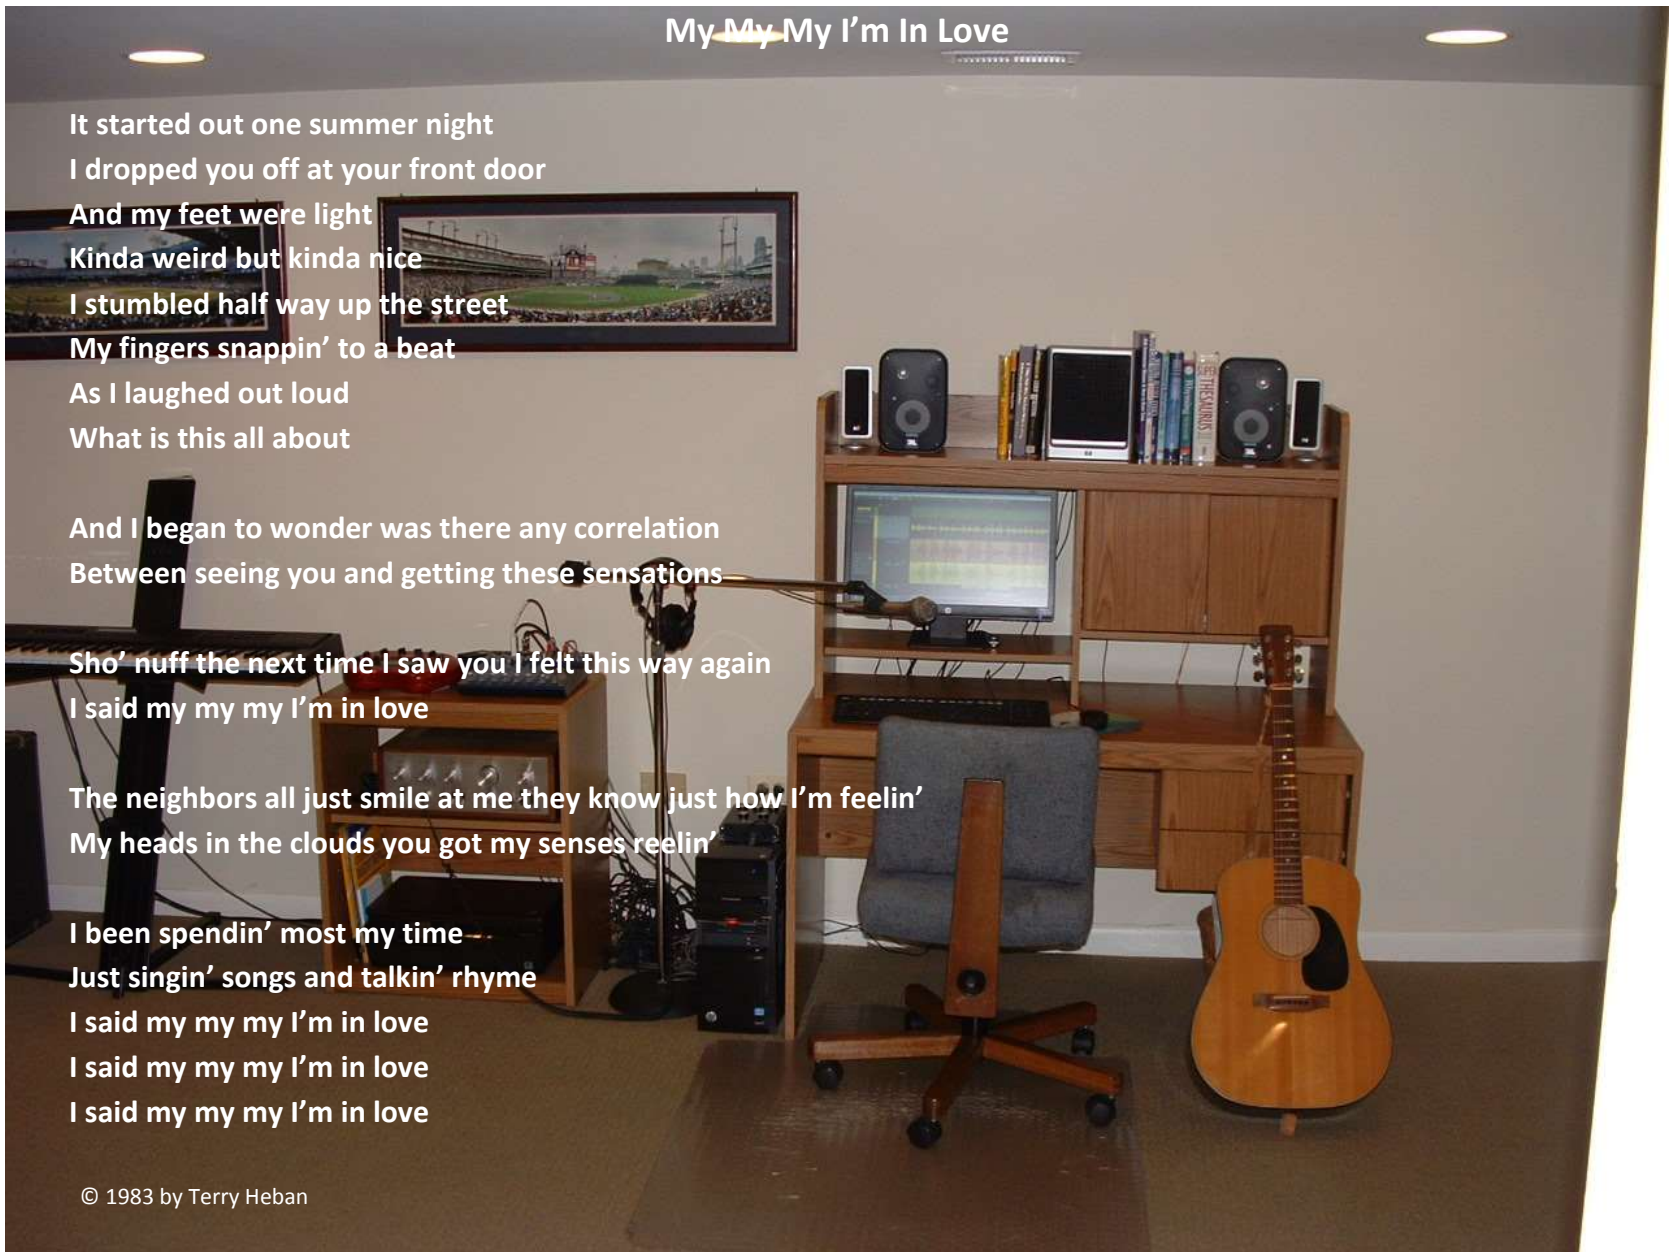 My My My I’m In Love
It started out one summer night
I dropped you off at your front door
And my feet were light
Kinda weird but kinda nice
I stumbled half way up the street
My fingers snappin’ to a beat
As I laughed out loud
What is this all about
And I began to wonder was there any correlation
Between seeing you and getting these sensations
Sho’ nuff the next time I saw you I felt this way again
I said my my my I’m in love
The neighbors all just smile at me they know just how I’m feelin’
My heads in the clouds you got my senses reelin’
I been spendin’ most my time
Just singin’ songs and talkin’ rhyme
I said my my my I’m in love
I said my my my I’m in love
I said my my my I’m in love
© 1983 by Terry Heban
THESAURUS
JBL
JBL